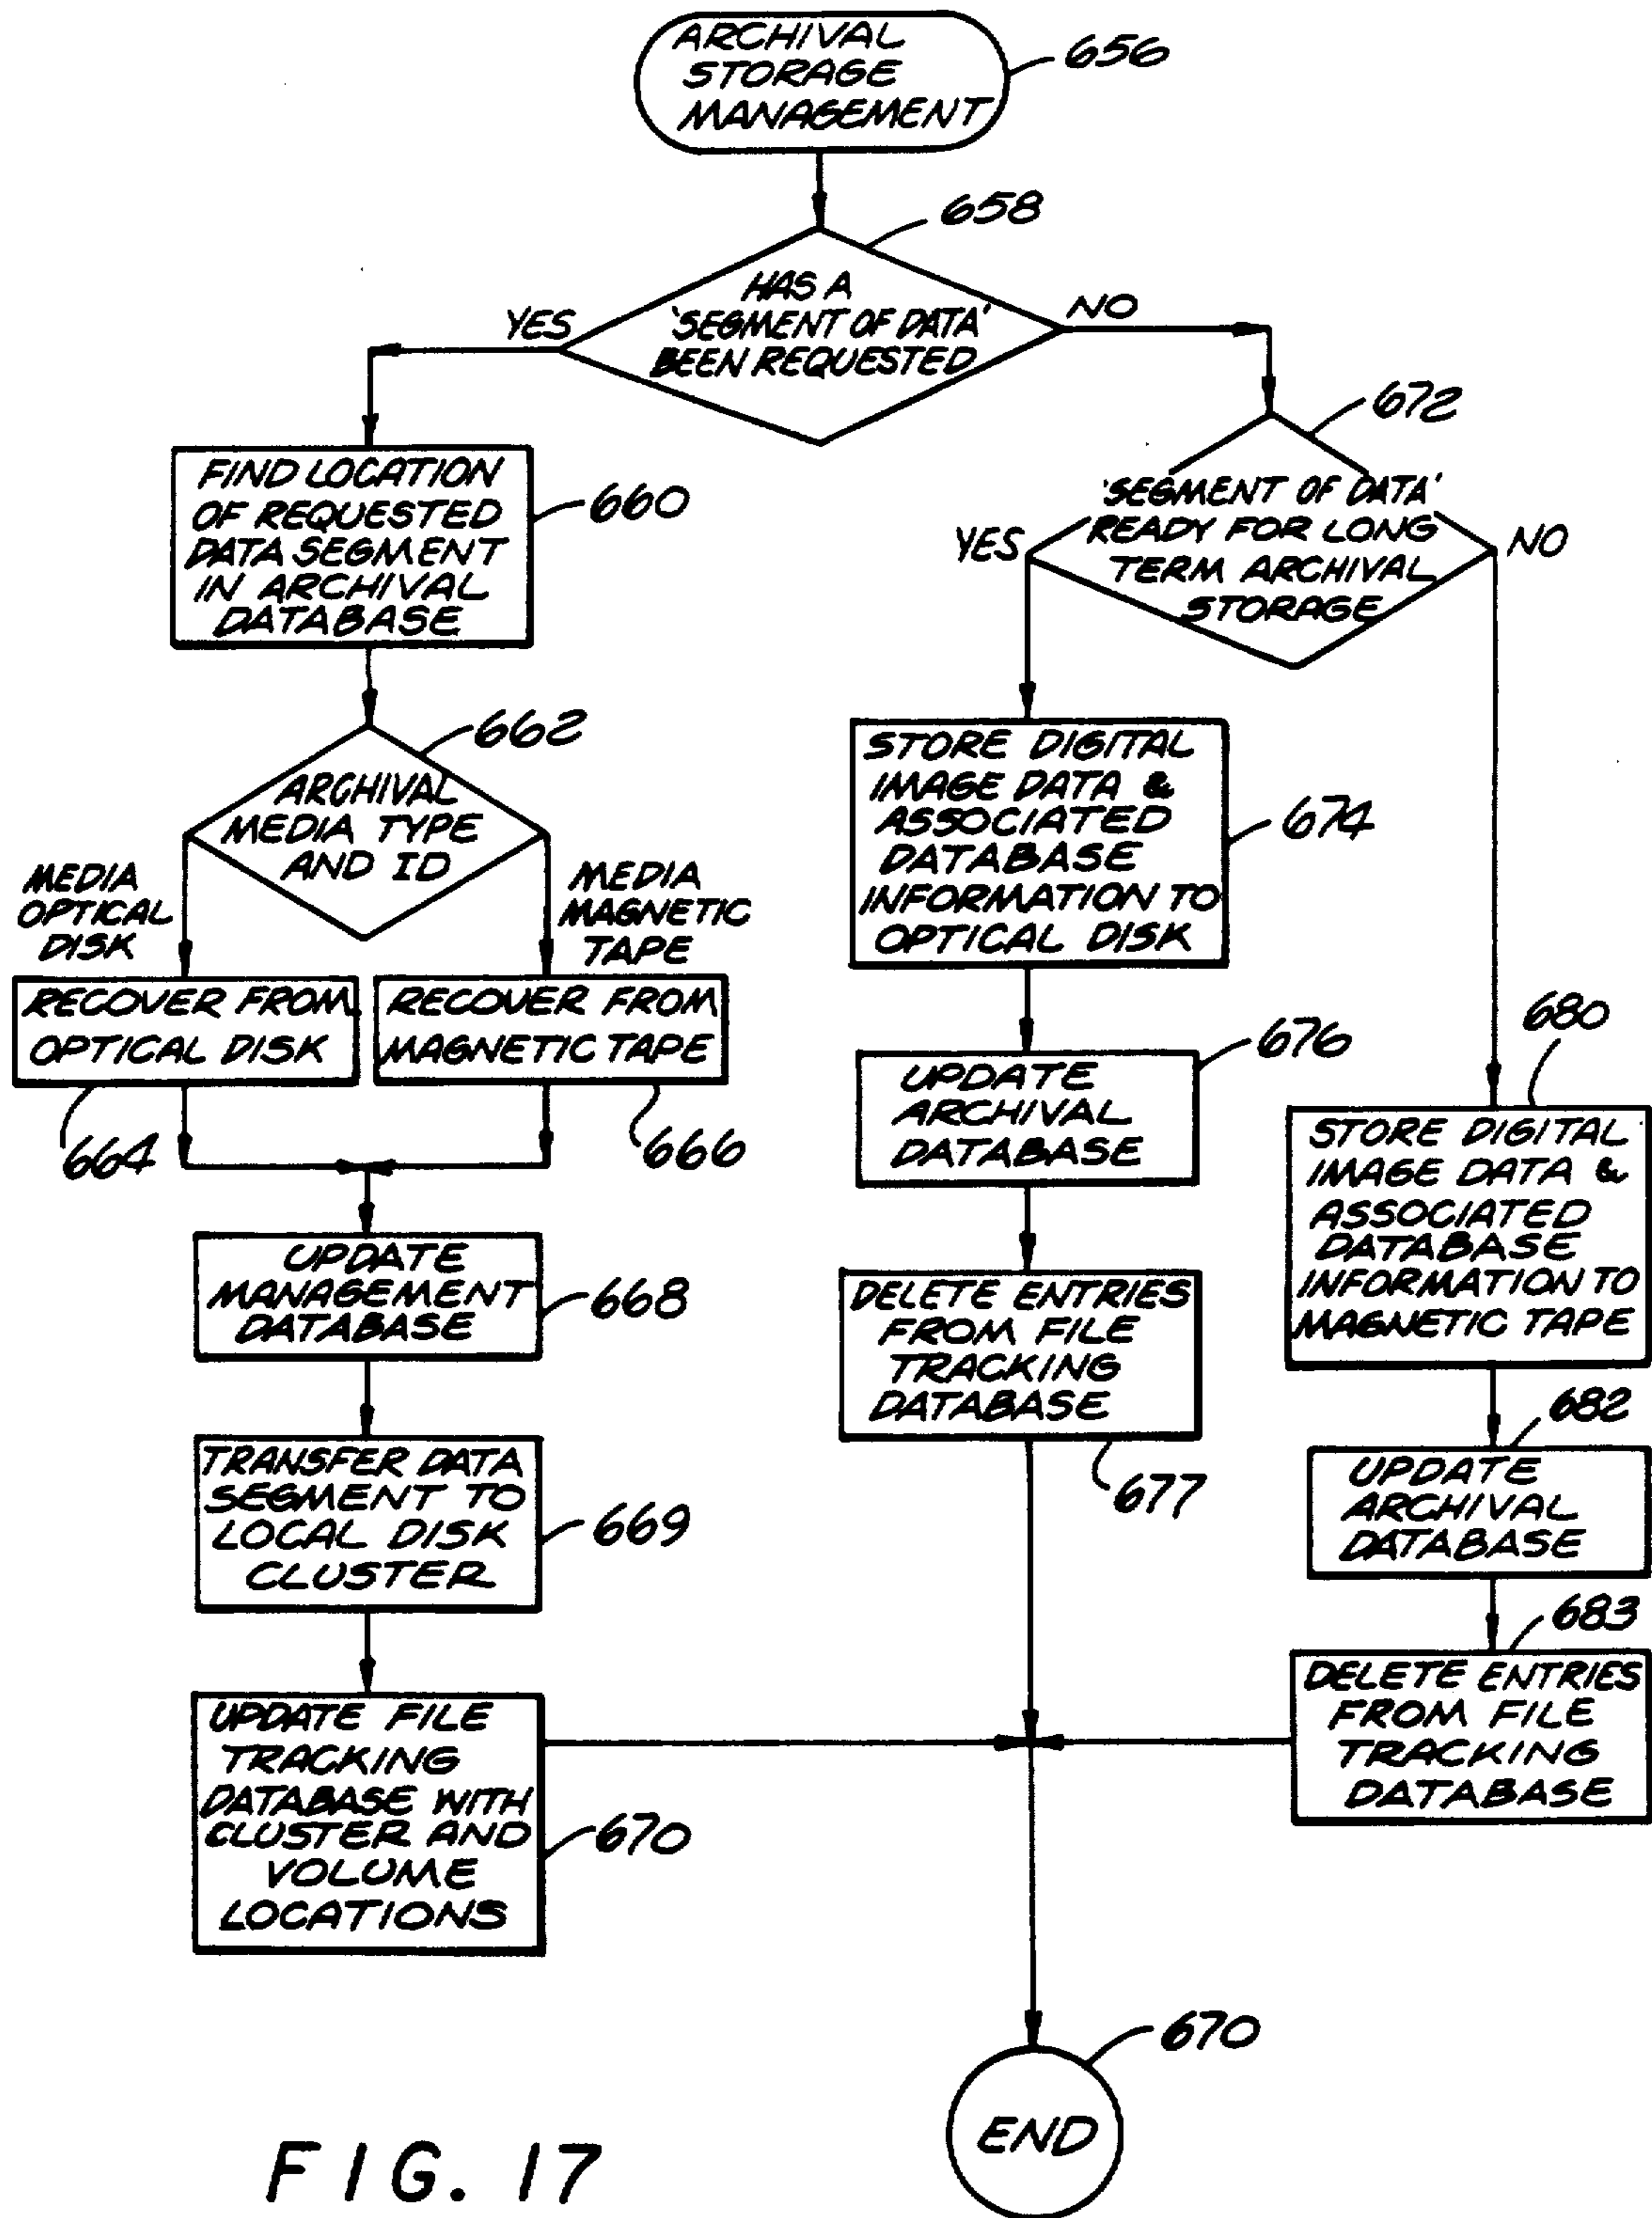 ARCHIVAL
STORAGE
MANAGEMENT
656
658
HAS A
'SEGMENT OF DATA'
BEEN REQUESTED
YES
NO
FIND LOCATION
OF REQUESTED
DATA SEGMENT
IN ARCHIVAL
DATABASE
660
662
ARCHIVAL
MEDIA TYPE
AND ID
MEDIA
OPTICAL
DISK
MEDIA
MAGNETIC
TAPE
RECOVER FROM
OPTICAL DISK
664
RECOVER FROM
MAGNETIC TAPE
666
UPDATE
MANAGEMENT
DATABASE
668
TRANSFER DATA
SEGMENT TO
LOCAL DISK
CLUSTER
669
UPDATE FILE
TRACKING
DATABASE WITH
CLUSTER AND
VOLUME
LOCATIONS
670
672
'SEGMENT OF DATA'
READY FOR LONG
TERM ARCHIVAL
STORAGE
YES
NO
STORE DIGITAL
IMAGE DATA &
ASSOCIATED
DATABASE
INFORMATION TO
OPTICAL DISK
674
676
UPDATE
ARCHIVAL
DATABASE
DELETE ENTRIES
FROM FILE
TRACKING
DATABASE
677
680
STORE DIGITAL
IMAGE DATA &
ASSOCIATED
DATABASE
INFORMATION TO
MAGNETIC TAPE
682
UPDATE
ARCHIVAL
DATABASE
683
DELETE ENTRIES
FROM FILE
TRACKING
DATABASE
670
END
FIG. 17